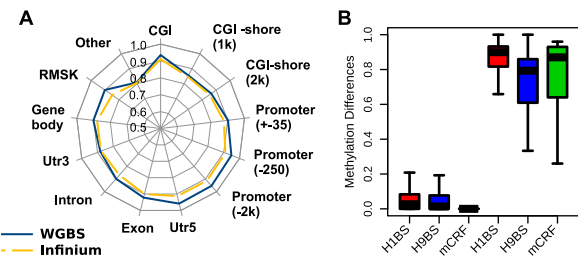 A
CGI
CGI -shore
(1k)
CGI-shore
(2k)
Promoter
(+-35)
Promoter
(-250)
Promoter
(-2k)
Utr5
Exon
Intron
Utr3
Gene
body
RMSK
Other
1.0
0.9
0.8
0.7
0.6
0.5
WGBS
Infinium
B
Methylation Differences
1.0
0.8
0.6
0.4
0.2
0.0
H1BS
H9BS
mCRF
H1BS
H9BS
mCRF